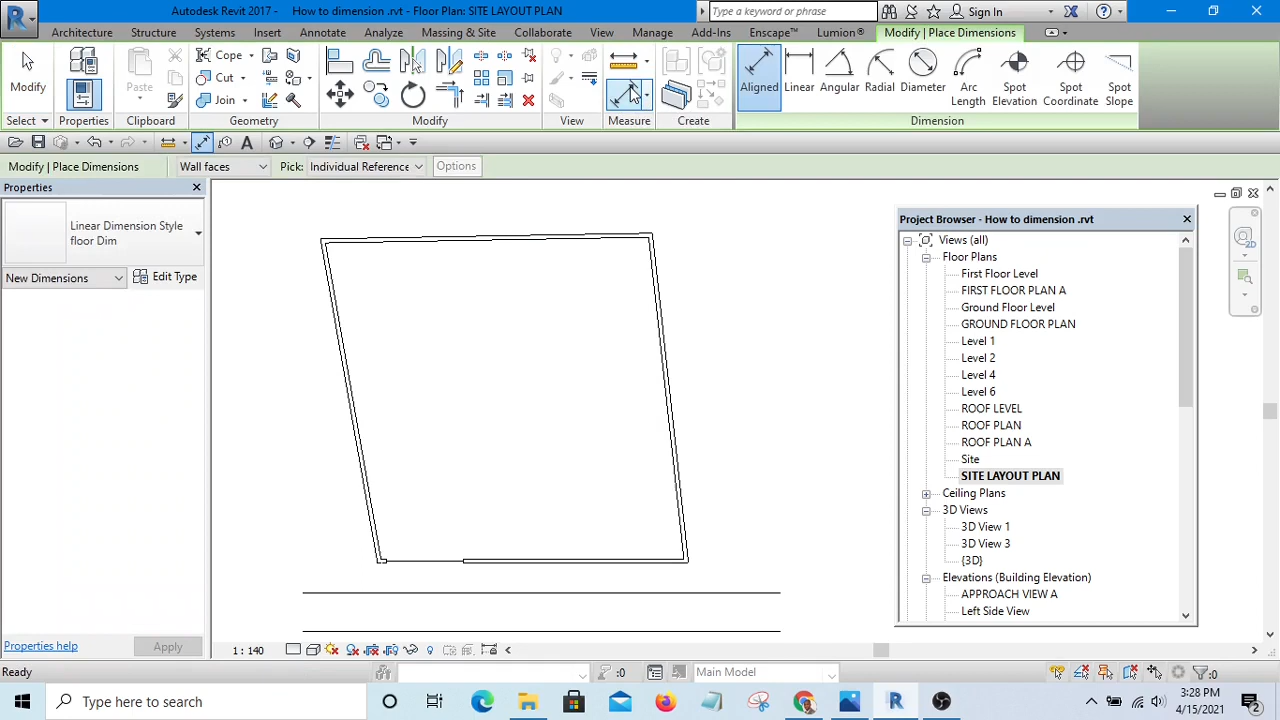 Autodesk Revit 2017 - How to dimension .rvt - Floor Plan: SITE LAYOUT PLAN
Type a keyword or phrase
Sign In
Architecture Structure Systems Insert Annotate Analyze Massing & Site Collaborate View Manage Add-Ins Enscape™ Lumion® Modify | Place Dimensions
Modify
Paste
Cope
Cut
Join
Aligned
Linear
Angular
Radial
Diameter
Arc Length
Spot Elevation
Spot Coordinate
Spot Slope
Select Properties Clipboard Geometry Modify View Measure Create Dimension
Modify | Place Dimensions Wall faces Pick: Individual Reference Options
Properties
Linear Dimension Style
floor Dim
New Dimensions Edit Type
Properties help Apply
Project Browser - How to dimension .rvt
Views (all)
Floor Plans
First Floor Level
FIRST FLOOR PLAN A
Ground Floor Level
GROUND FLOOR PLAN
Level 1
Level 2
Level 4
Level 6
ROOF LEVEL
ROOF PLAN
ROOF PLAN A
Site
SITE LAYOUT PLAN
Ceiling Plans
3D Views
3D View 1
3D View 3
{3D}
Elevations (Building Elevation)
APPROACH VIEW A
Left Side View
2D
1 : 140
Ready
:0
Main Model
:0
Type here to search
3:28 PM
4/15/2021
2